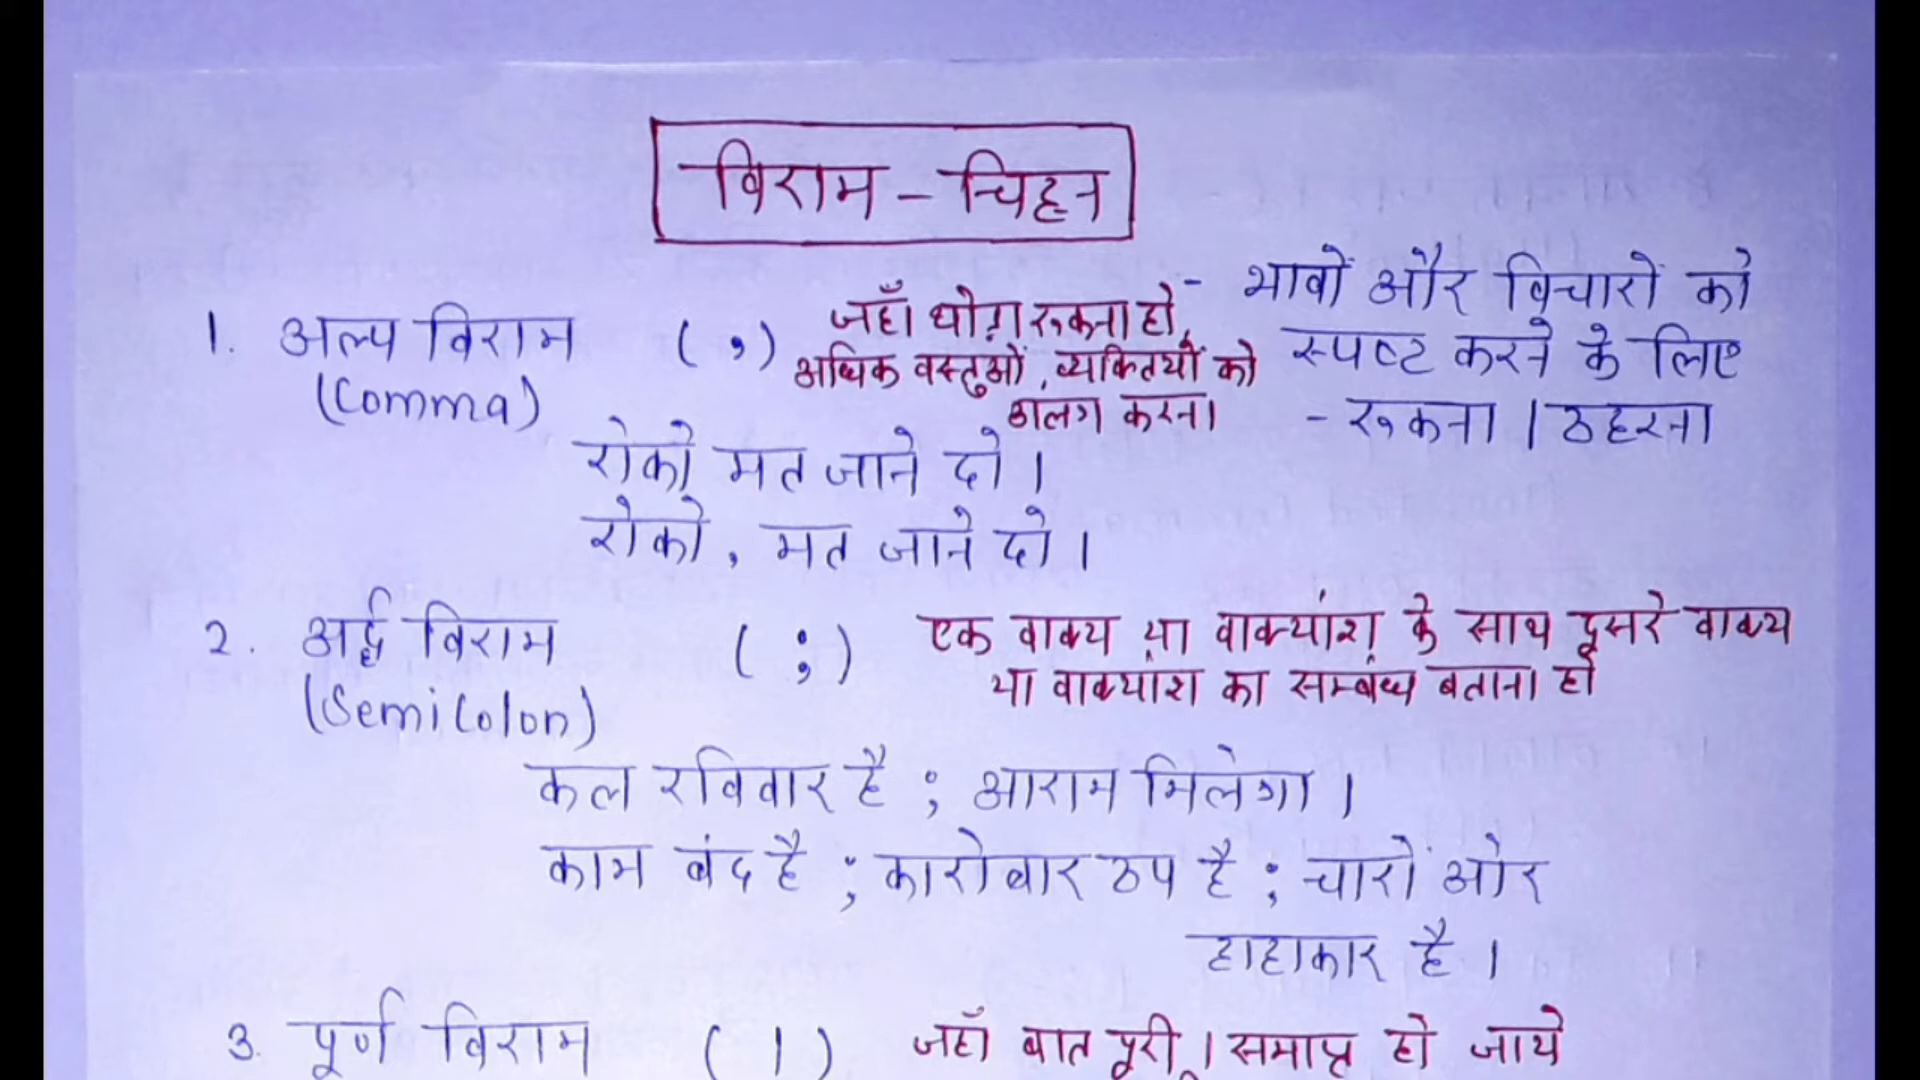 विराम - चिह्न
- भावों और विचारों को
स्पष्ट करने के लिए
- रुकना / ठहरना
1. अल्प विराम ( , ) जहाँ थोड़ा रुकना हो,
अधिक वस्तुओं, व्यक्तियों को
अलग करना।
(Comma)
रोको मत जाने दो ।
रोको, मत जाने दो ।
2. अर्द्ध विराम ( ; ) एक वाक्य या वाक्यांश के साथ दूसरे वाक्य
या वाक्यांश का सम्बंध बताना हो
(Semicolon)
कल रविवार है ; आराम मिलेगा ।
काम बंद है ; कारोबार ठप है ; चारों ओर
हाहाकार है ।
3. पूर्ण विराम ( । ) जहाँ बात पूरी / समाप्त हो जाये